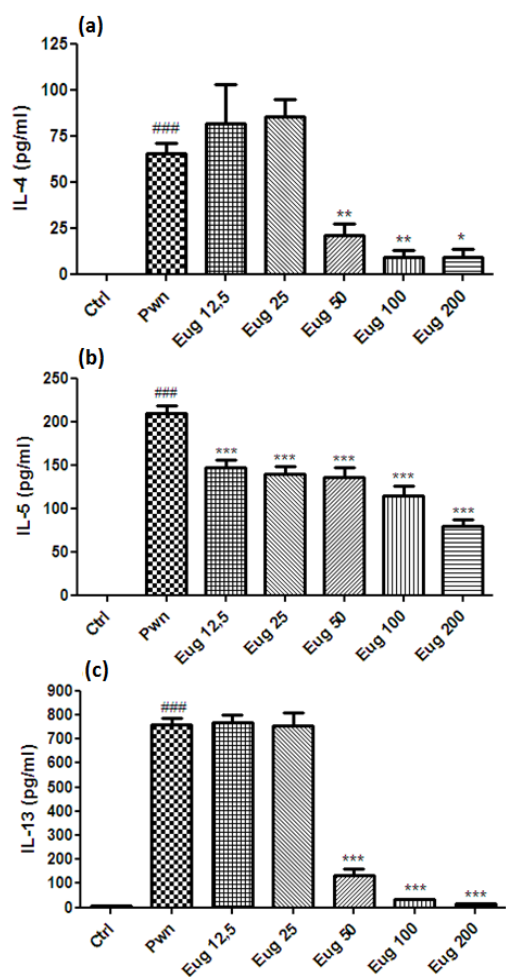 (a)
IL-4 (pg/ml)
125
100
75
50
25
0
###
**
**
*
Ctrl
Pwn
Eug 12,5
Eug 25
Eug 50
Eug 100
Eug 200
(b)
IL-5 (pg/ml)
250
200
150
100
50
0
###
***
***
***
***
***
Ctrl
Pwn
Eug 12,5
Eug 25
Eug 50
Eug 100
Eug 200
(c)
IL-13 (pg/ml)
900
800
700
600
500
400
300
200
100
0
###
***
***
***
Ctrl
Pwn
Eug 12,5
Eug 25
Eug 50
Eug 100
Eug 200